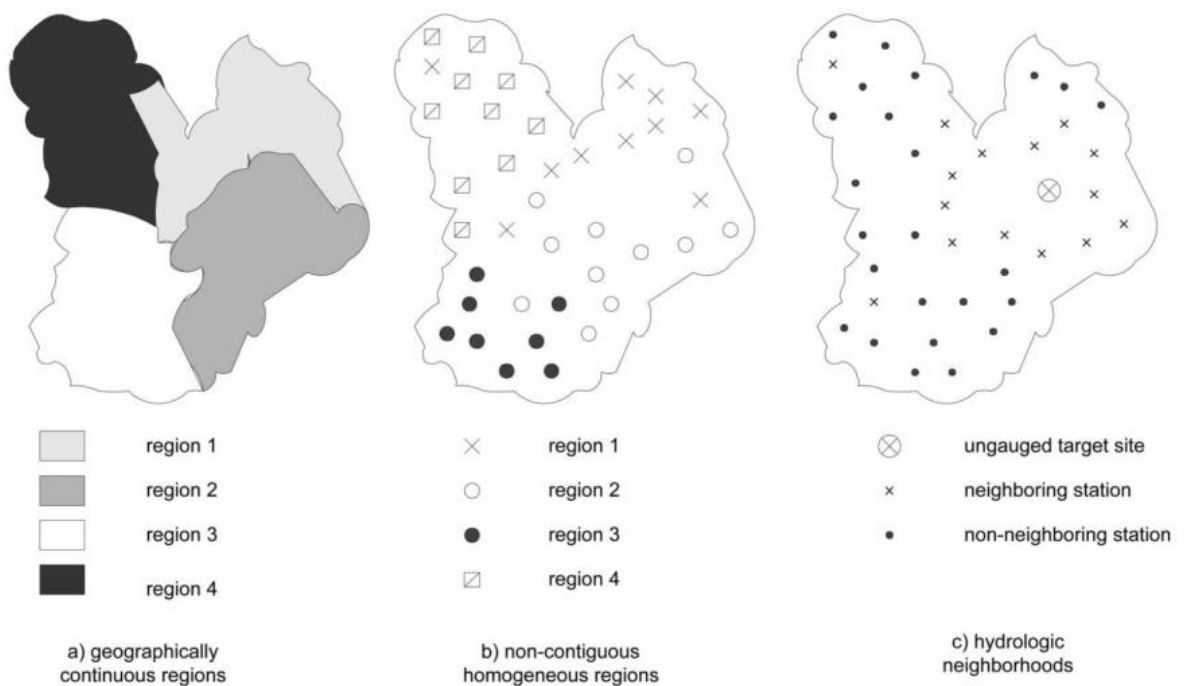 region 1
region 2
region 3
region 4
a) geographically
continuous regions
region 1
region 2
region 3
region 4
b) non-contiguous
homogeneous regions
ungauged target site
neighboring station
non-neighboring station
c) hydrologic
neighborhoods